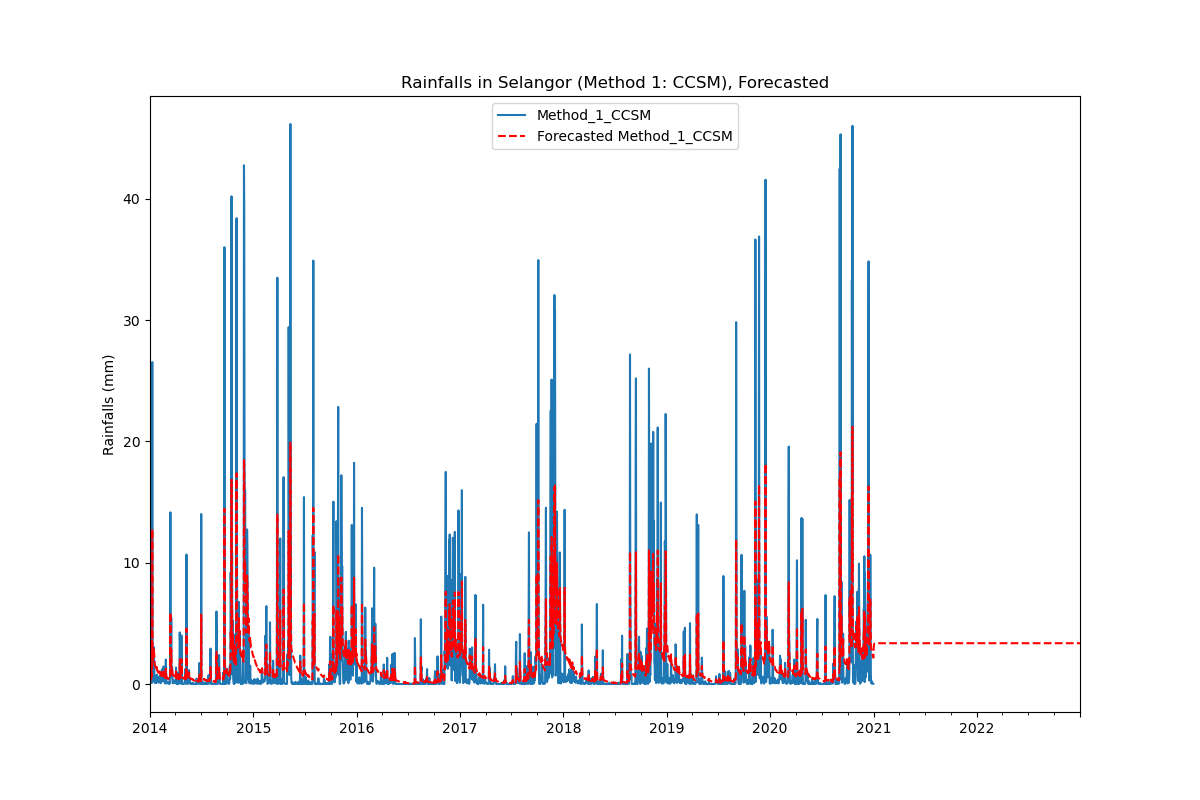 Rainfalls in Selangor (Method 1: CCSM), Forecasted
Method_1_CCSM
Forecasted Method_1_CCSM
Rainfalls (mm)
40
30
20
10
0
2014 2015 2016 2017 2018 2019 2020 2021 2022